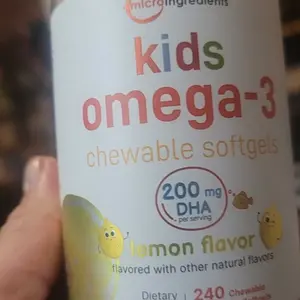 microingredients
kids
omega-3
chewable softgels
200 mg
DHA
per serving
lemon flavor
flavored with other natural flavors
Dietary
240 Chewable